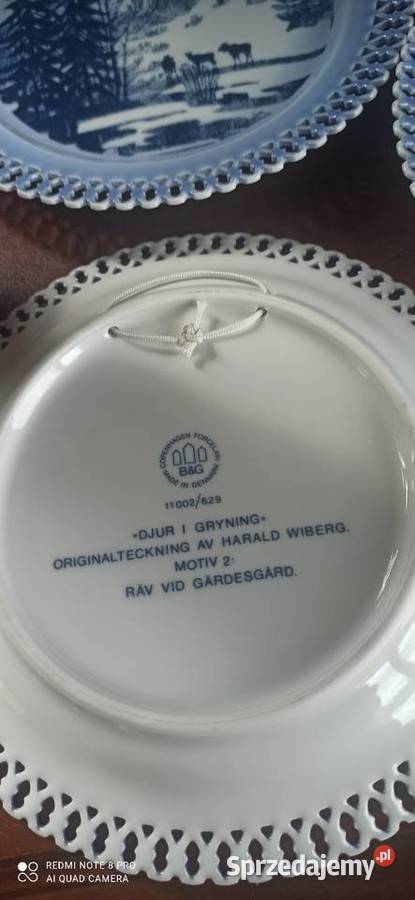 COPENHAGEN PORCELAIN
B&G
MADE IN DENMARK
11002/629
»DJUR I GRYNING«
ORIGINALTECKNING AV HARALD WIBERG.
MOTIV 2:
RÄV VID GÄRDESGÅRD.
REDMI NOTE 8 PRO
AI QUAD CAMERA
Sprzedajemy.pl